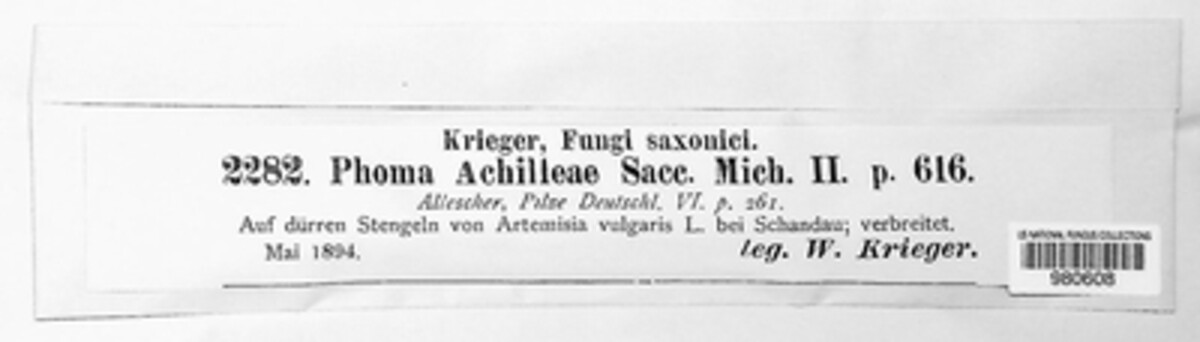 Krieger, Fungi saxonici.
2282. Phoma Achilleae Sacc. Mich. II. p. 616.
Allescher, Pilze Deutschl. VI. p. 261.
Auf dürren Stengeln von Artemisia vulgaris L. bei Schandau; verbreitet.
Mai 1894.
leg. W. Krieger.
US NATIONAL FUNGUS COLLECTIONS
980608